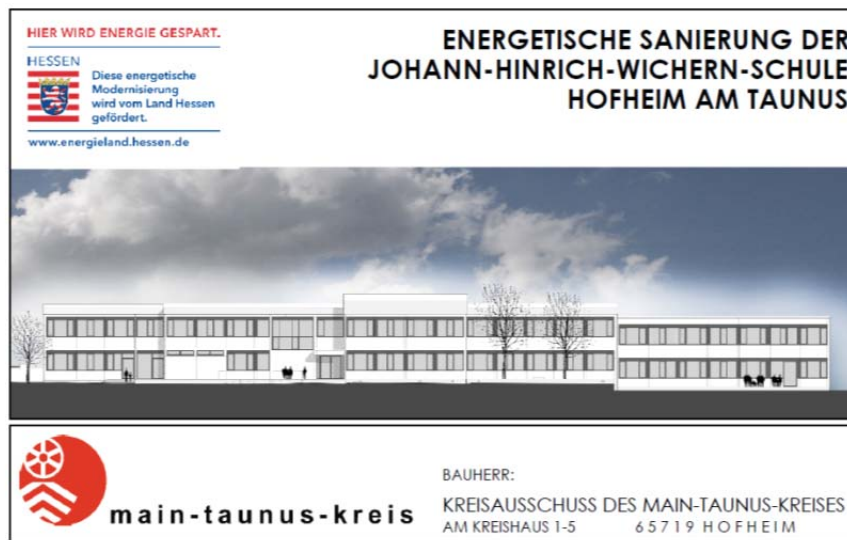 HIER WIRD ENERGIE GESPART.
HESSEN
Diese energetische
Modernisierung
wird vom Land Hessen
gefördert.
www.energieland.hessen.de
ENERGETISCHE SANIERUNG DER
JOHANN-HINRICH-WICHERN-SCHULE
HOFHEIM AM TAUNUS
main-taunus-kreis
BAUHERR:
KREISAUSSCHUSS DES MAIN-TAUNUS-KREISES
AM KREISHAUS 1-5 65719 HOFHEIM